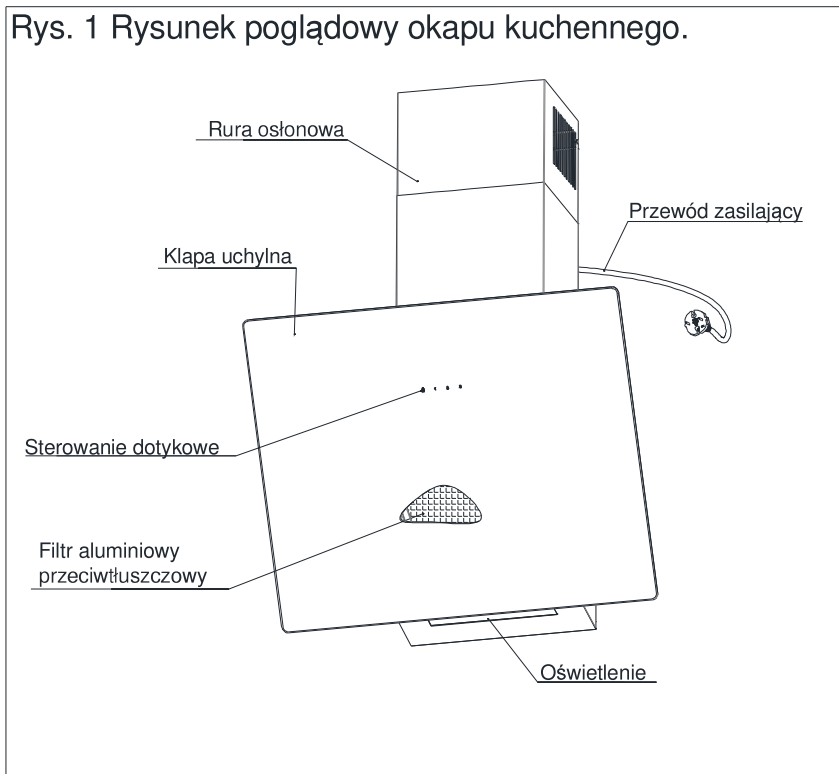 Rys. 1 Rysunek poglądowy okapu kuchennego.
Rura osłonowa
Przewód zasilający
Klapa uchylna
Sterowanie dotykowe
Filtr aluminiowy
przeciwtłuszczowy
Oświetlenie